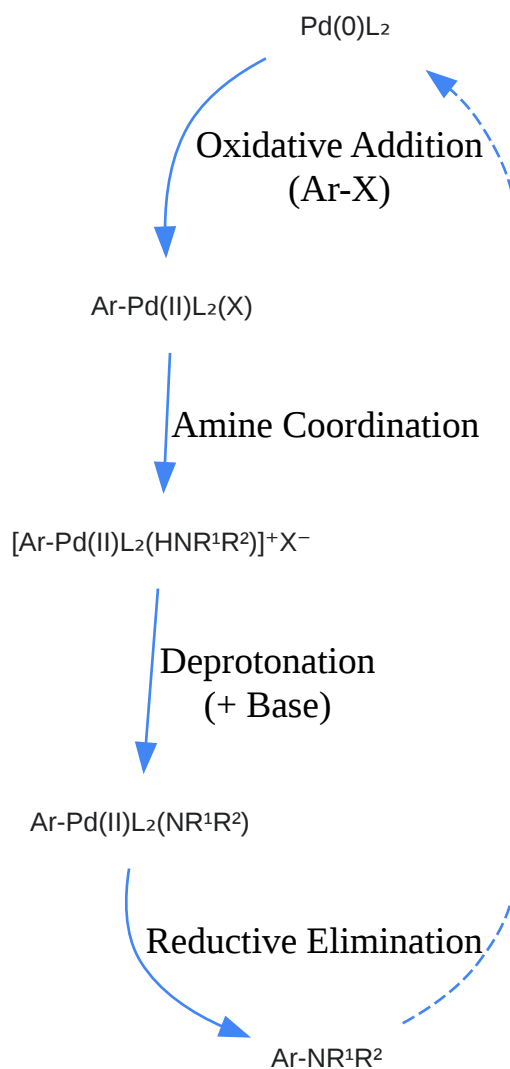 Pd(0)L₂
Oxidative Addition
(Ar-X)
Ar-Pd(II)L₂(X)
Amine Coordination
[Ar-Pd(II)L₂(HNR¹R²)]⁺X⁻
Deprotonation
(+ Base)
Ar-Pd(II)L₂(NR¹R²)
Reductive Elimination
Ar-NR¹R²